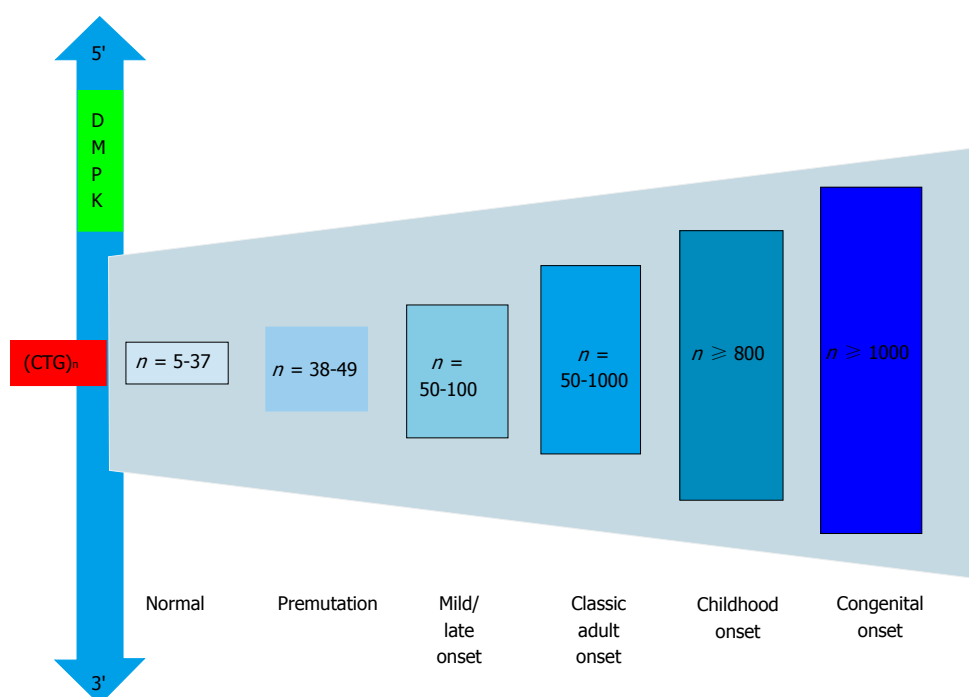 5'
D
M
P
K
(CTG)n
n = 5-37
n = 38-49
n =
50-100
n =
50-1000
n ⩾ 800
n ⩾ 1000
Normal
Premutation
Mild/
late
onset
Classic
adult
onset
Childhood
onset
Congenital
onset
3'